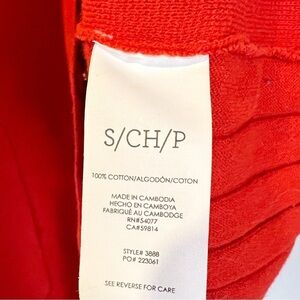 S/CH/P
100% COTTON/ALGODÓN/COTON
MADE IN CAMBODIA
HECHO EN CAMBOYA
FABRIQUÉ AU CAMBODGE
RN#54077
CA#59814
STYLE# 3888
PO# 223061
SEE REVERSE FOR CARE